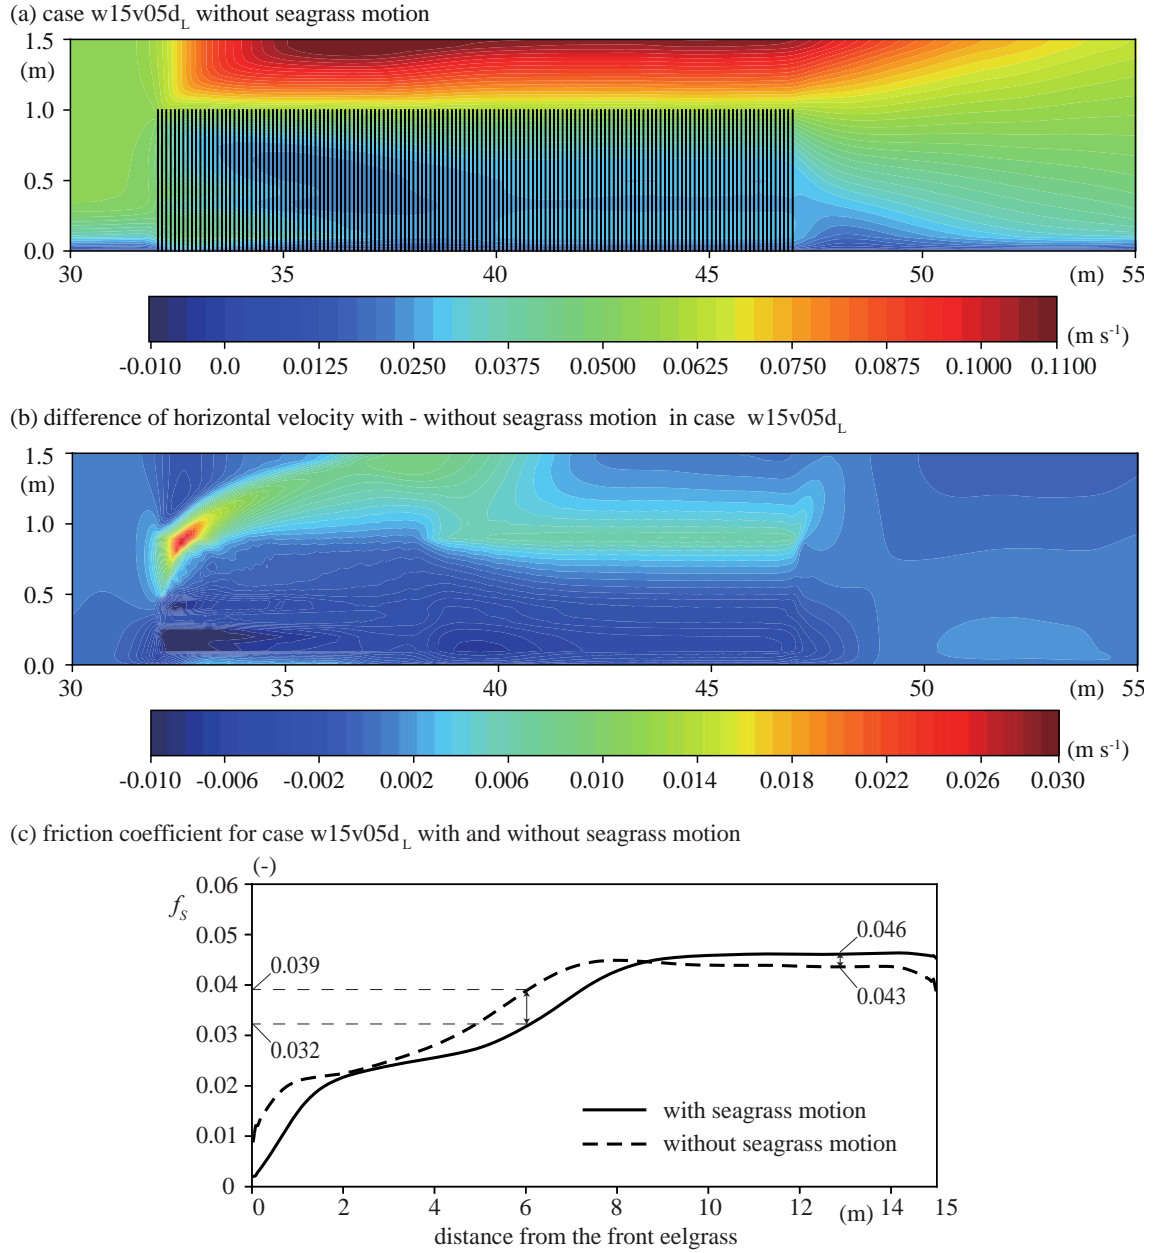 (a) case w15v05d_L without seagrass motion
1.5
(m)
1.0
0.5
0.0
30 35 40 45 50 (m) 55
-0.010 0.0 0.0125 0.0250 0.0375 0.0500 0.0625 0.0750 0.0875 0.1000 0.1100
(m s⁻¹)
(b) difference of horizontal velocity with - without seagrass motion in case w15v05d_L
1.5
(m)
1.0
0.5
0.0
30 35 40 45 50 (m) 55
-0.010 -0.006 -0.002 0.002 0.006 0.010 0.014 0.018 0.022 0.026 0.030
(m s⁻¹)
(c) friction coefficient for case w15v05d_L with and without seagrass motion
(-)
f_S
0.06
0.05
0.04
0.03
0.02
0.01
0
0.039
0.032
0.046
0.043
with seagrass motion
without seagrass motion
0 2 4 6 8 10 12 (m) 14 15
distance from the front eelgrass